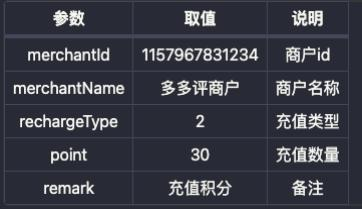 参数 取值 说明
merchantId 1157967831234 商户id
merchantName 多多评商户 商户名称
rechargeType 2 充值类型
point 30 充值数量
remark 充值积分 备注